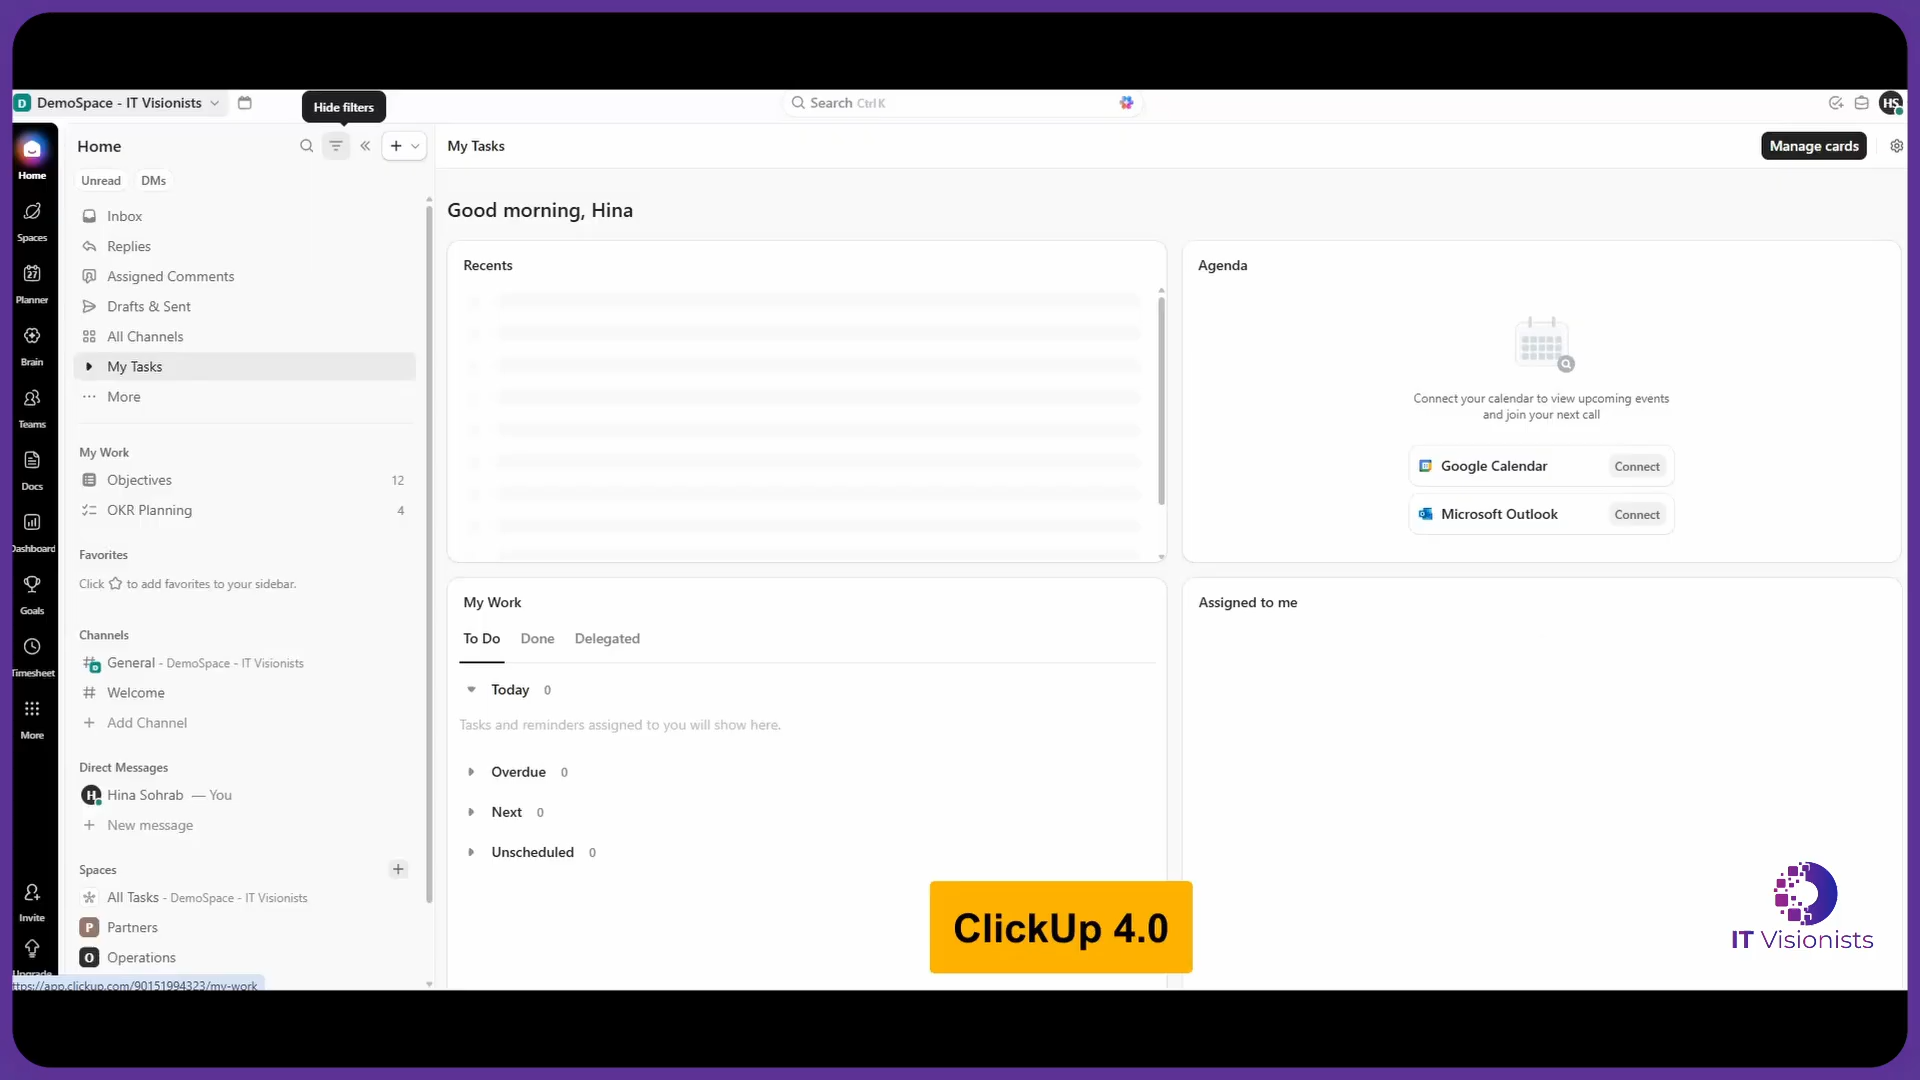 DemoSpace - IT Visionists
Hide filters
Search Ctrl K
HS
Home
My Tasks
Manage cards
Unread
DMs
Home
Spaces
27
Planner
Brain
Teams
Docs
Dashboard
Goals
Timesheet
More
Invite
Upgrade
Inbox
Replies
Assigned Comments
Drafts & Sent
All Channels
My Tasks
More
My Work
Objectives 12
OKR Planning 4
Favorites
Click to add favorites to your sidebar.
Channels
General - DemoSpace - IT Visionists
Welcome
Add Channel
Direct Messages
H Hina Sohrab — You
New message
Spaces
All Tasks - DemoSpace - IT Visionists
P Partners
O Operations
ttps://app.clickup.com/90151994323/my-work
Good morning, Hina
Recents
Agenda
Connect your calendar to view upcoming events
and join your next call
Google Calendar Connect
Microsoft Outlook Connect
My Work
To Do Done Delegated
Today 0
Tasks and reminders assigned to you will show here.
Overdue 0
Next 0
Unscheduled 0
Assigned to me
ClickUp 4.0
IT Visionists